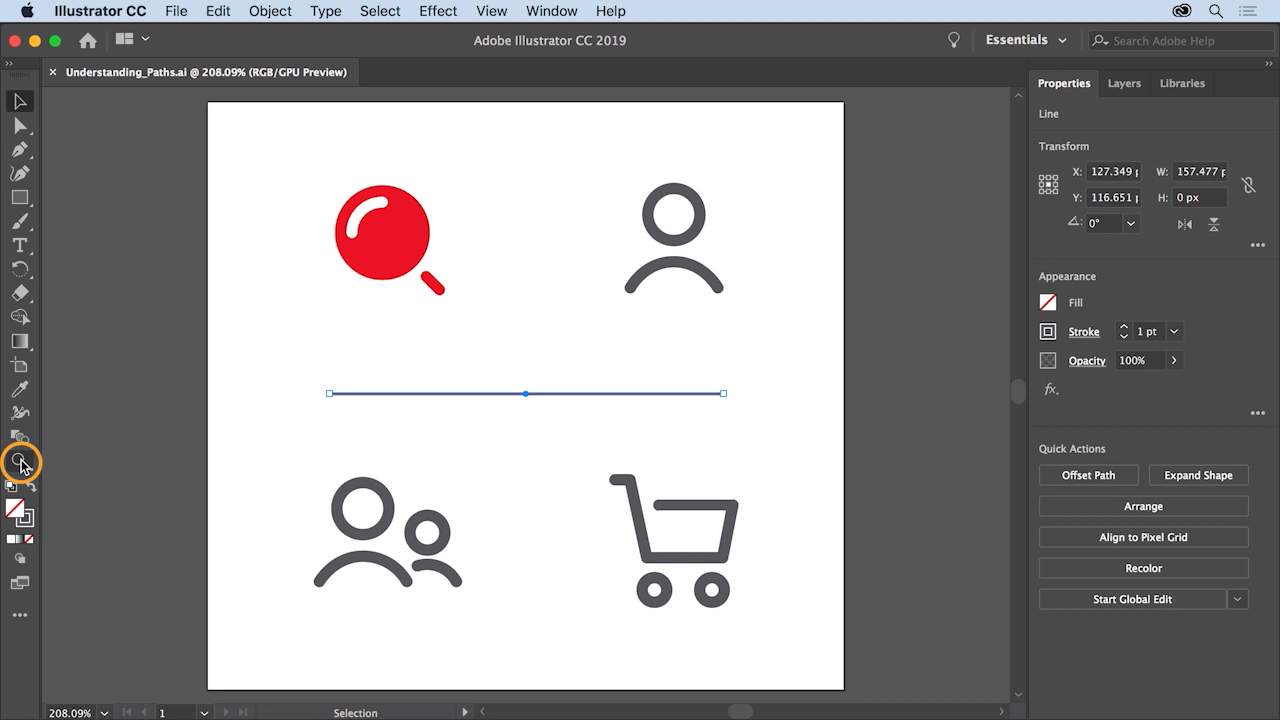 Illustrator CC File Edit Object Type Select Effect View Window Help
Adobe Illustrator CC 2019
Essentials
Search Adobe Help
× Understanding_Paths.ai @ 208.09% (RGB/GPU Preview)
Properties Layers Libraries
Line
Transform
X: 127.349 p W: 157.477 p
Y: 116.651 p H: 0 px
0°
Appearance
Fill
Stroke 1 pt
Opacity 100%
fx.
Quick Actions
Offset Path Expand Shape
Arrange
Align to Pixel Grid
Recolor
Start Global Edit
208.09% 1 Selection